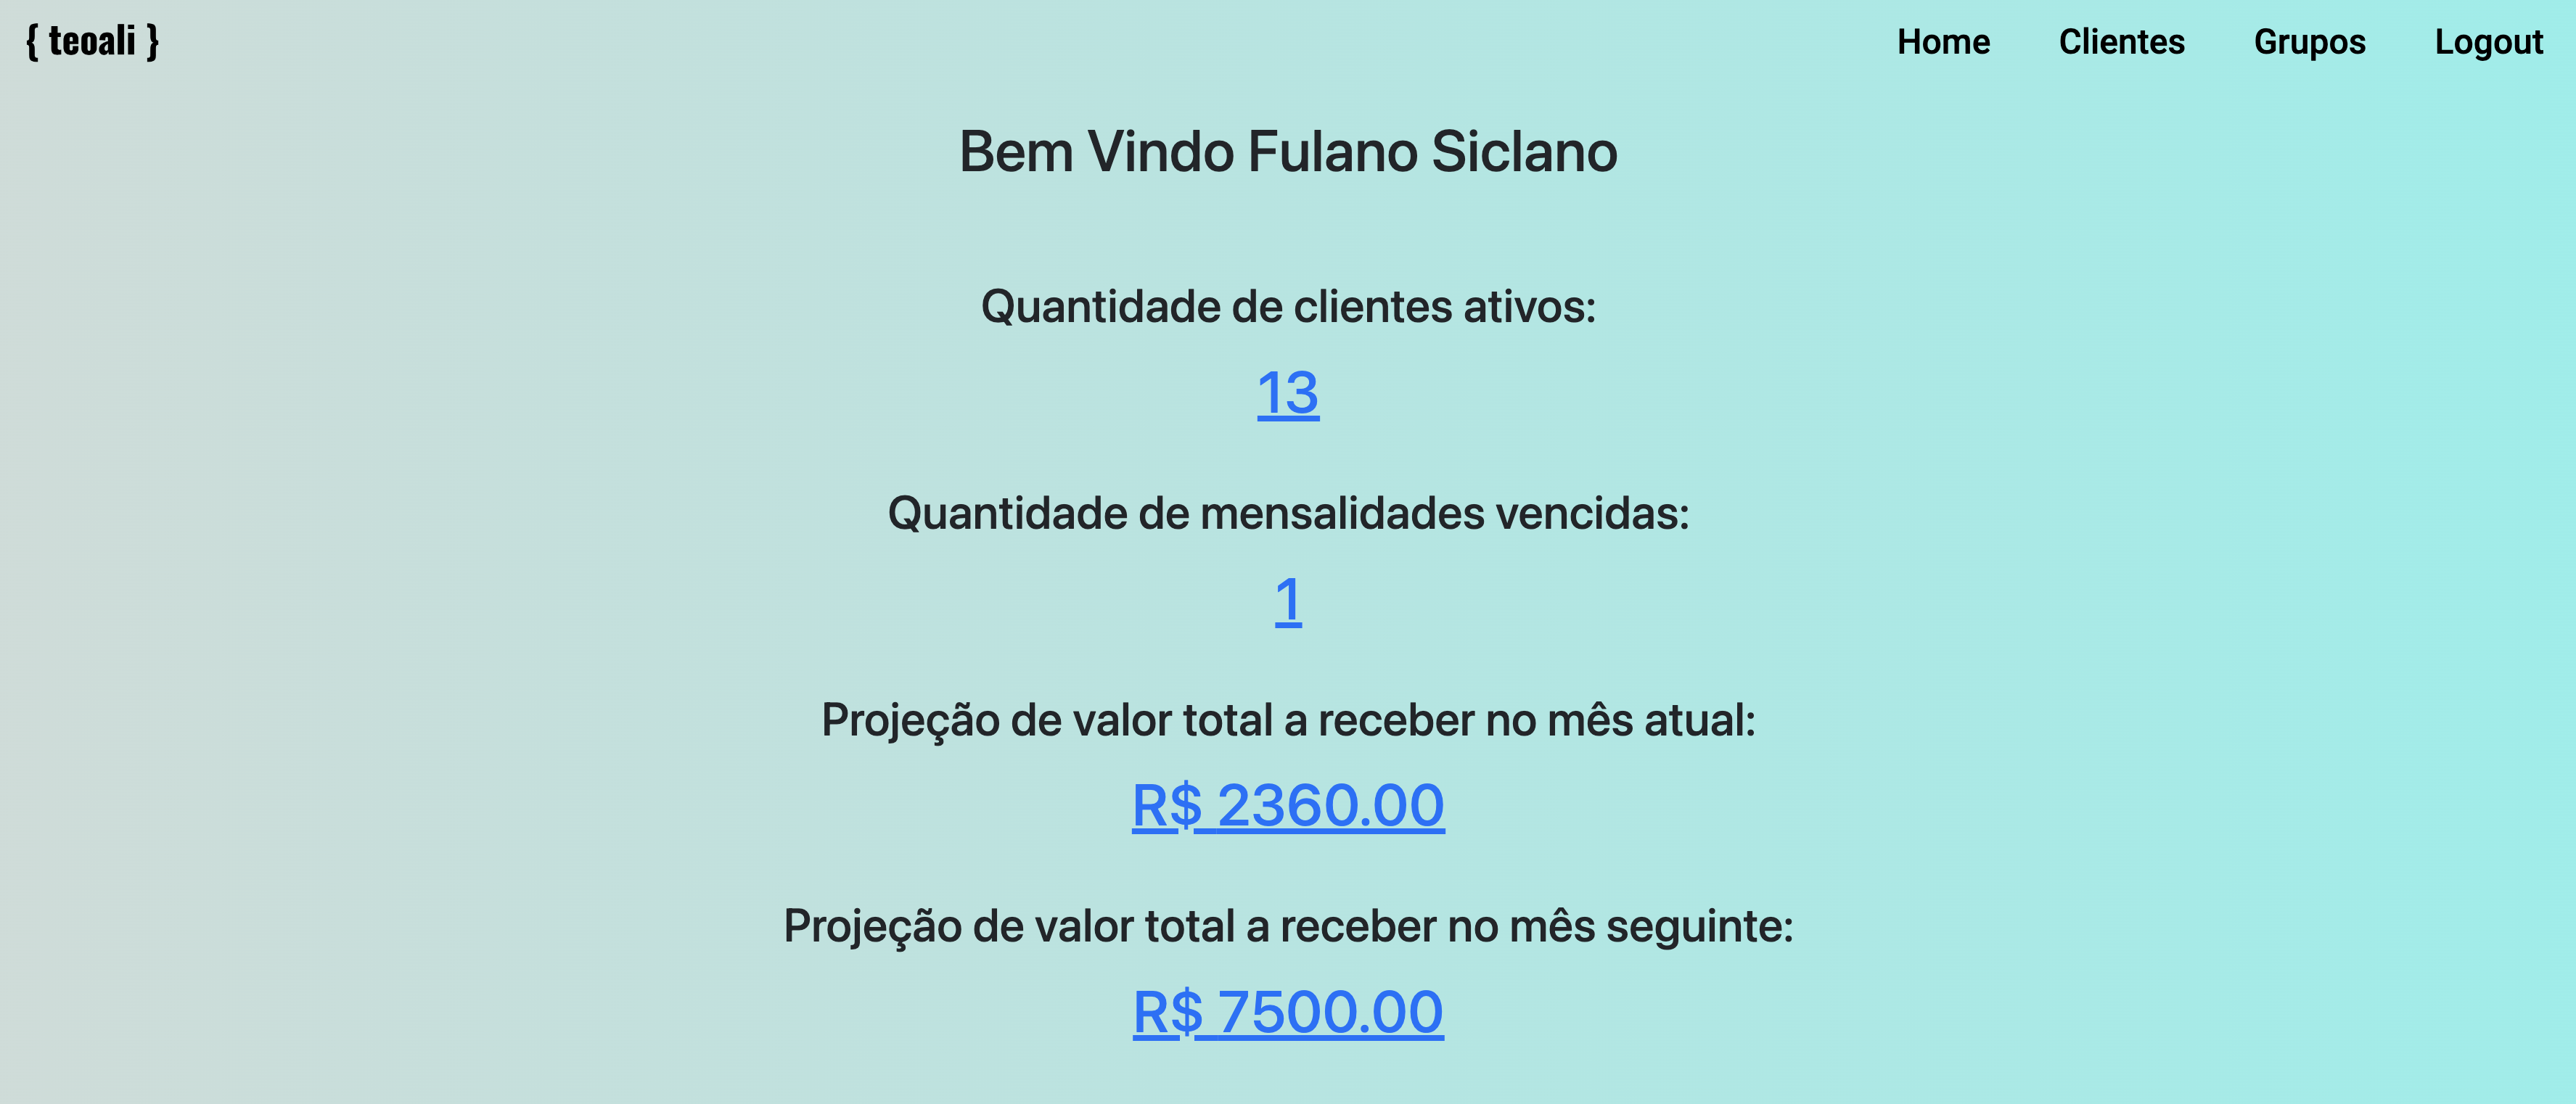 { teoali }
Home Clientes Grupos Logout
Bem Vindo Fulano Siclano
Quantidade de clientes ativos:
13
Quantidade de mensalidades vencidas:
1
Projeção de valor total a receber no mês atual:
R$ 2360.00
Projeção de valor total a receber no mês seguinte:
R$ 7500.00